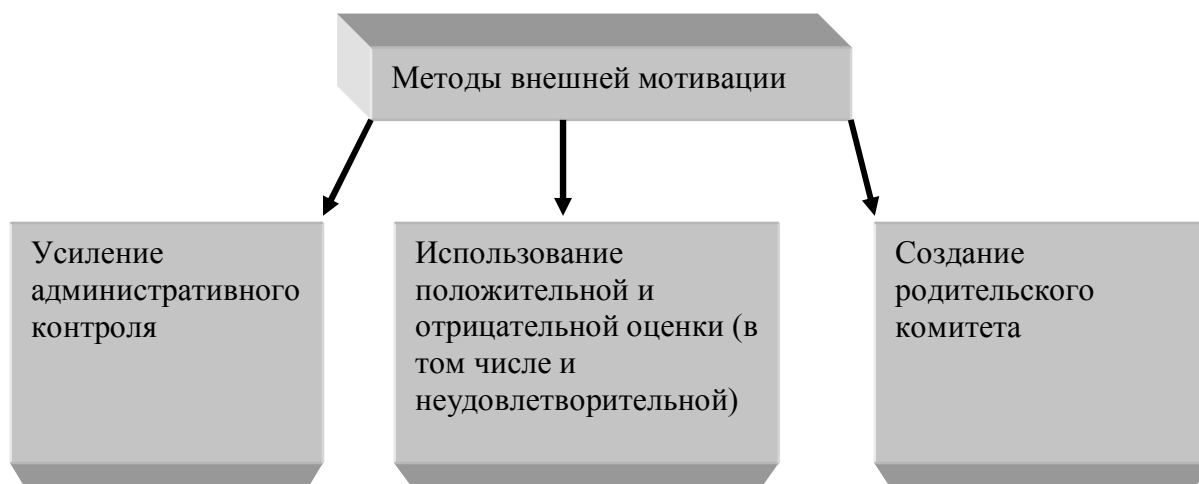 Методы внешней мотивации
Усиление
административного
контроля
Использование
положительной и
отрицательной оценки (в
том числе и
неудовлетворительной)
Создание
родительского
комитета